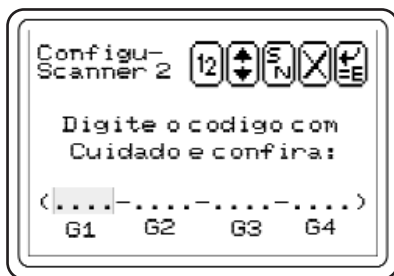 Configu-
Scanner 2 12 S N X =E
Digite o codigo com
Cuidado e confira:
(....-....-....-....)
G1 G2 G3 G4